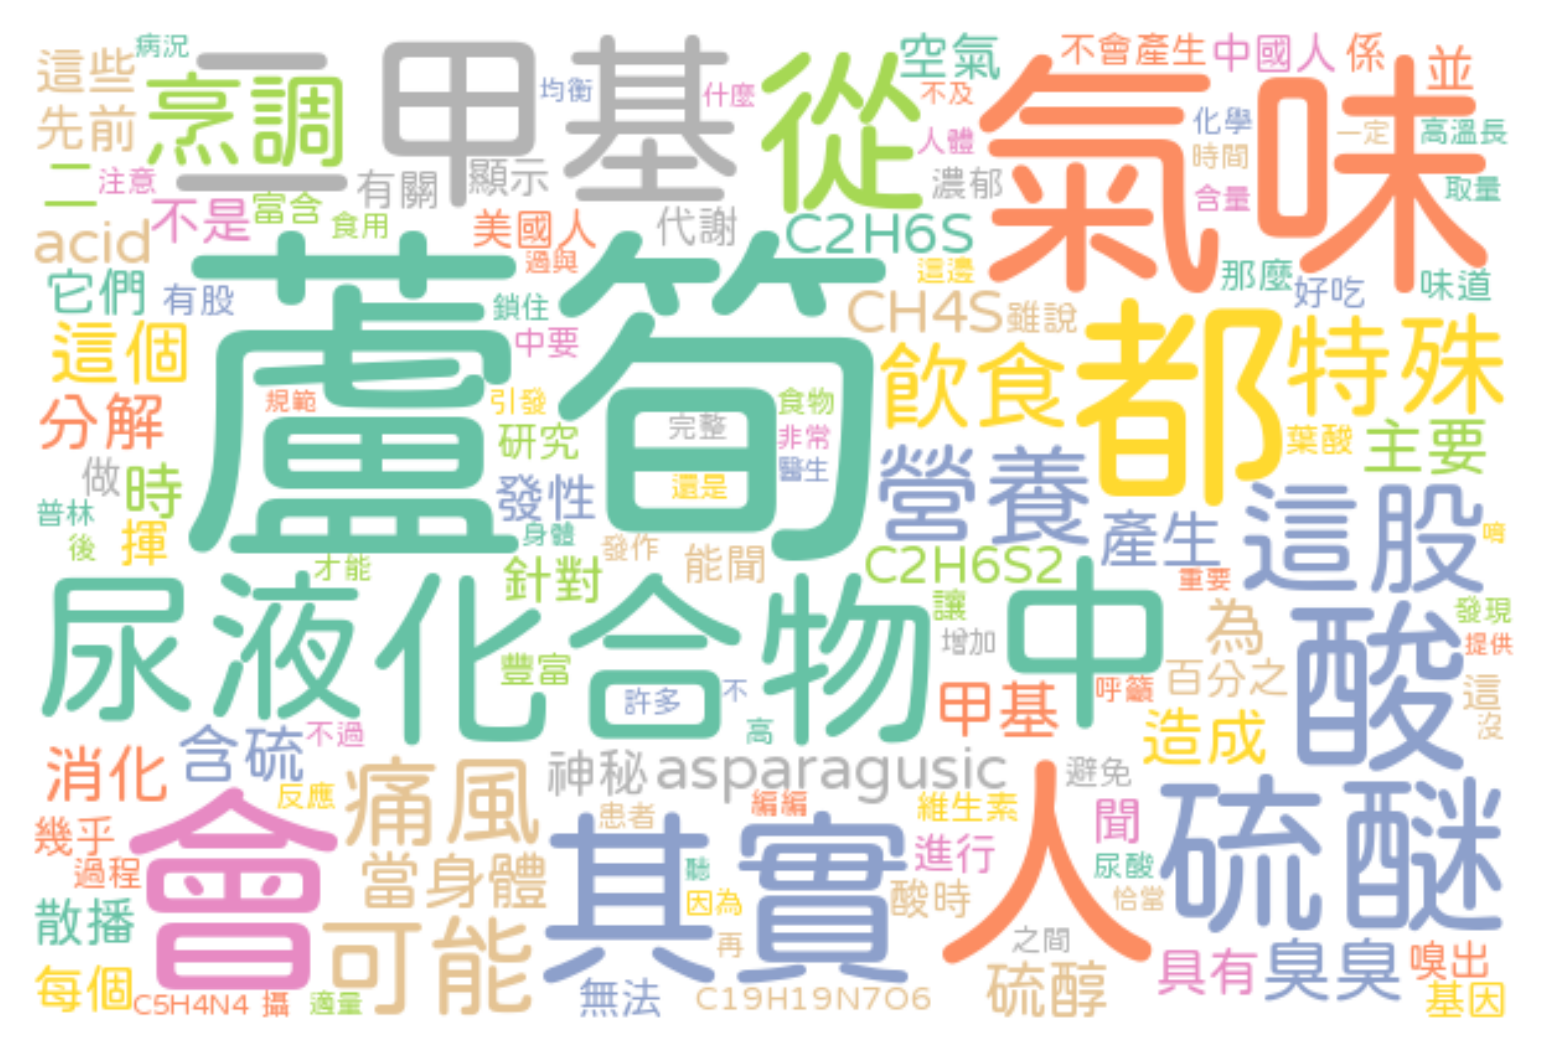 病況
這些
烹調
三
甲基
均衡
什麼
從
空氣
不及
氣味
不會產生
中國人
係
並
先前
人體
化學
時間
一定
高溫長
二
注意
有關
顯示
濃郁
含量
取量
acid
不是
富含
食用
美國人
過與
代謝
C2H6S
這邊
那麼
好吃
味道
它們
有股
蘆筍
鎖住
中要
CH4S
雖說
都
特殊
這個
分解
規範
引發
研究
完整
食物
非常
醫生
飲食
葉酸
主要
做
時
發性
還是
營養
產生
這股
嘴
普林
後
揮
身體
發作
才能
針對
能聞
C2H6S2
重要
尿液
化合物
中
讓
增加
為
酸
發現
提供
豐富
許多
不
高
甲基
呼籲
百分之
這
沒
含硫
不過
造成
消化
反應
痛風
神秘
asparagusic
避免
幾乎
過程
會
患者
編編
維生素
人
聞
硫醚
當
身體
其實
聽
因為
進行
尿酸
恰當
散播
可能
再
酸時
之間
每個
C5H4N4
攝
適量
無法
C19H19N7O6
硫醇
具有
臭臭
嗅出
基因